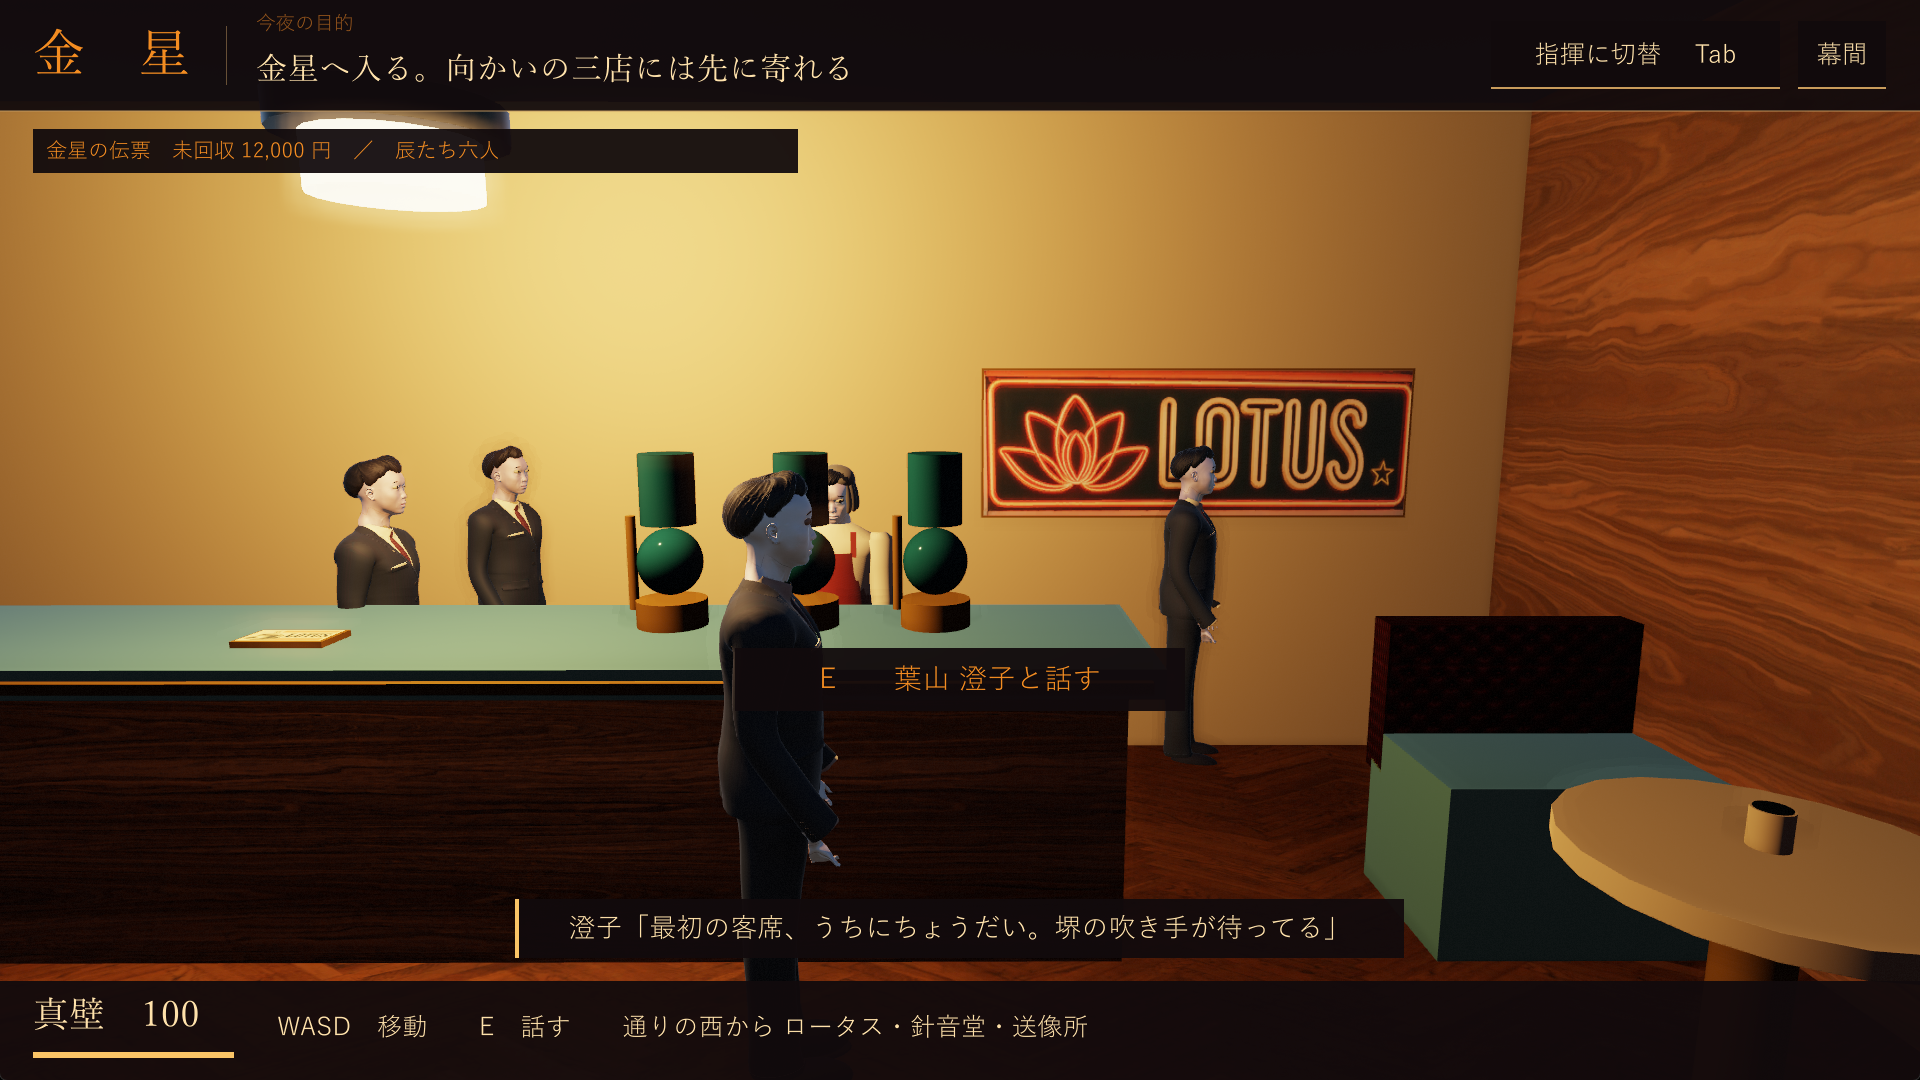 金星
今夜の目的
金星へ入る。向かいの三店には先に寄れる
指揮に切替 Tab
幕間
金星の伝票 未回収 12,000 円 ／ 辰たち六人
LOTUS
E 葉山 澄子と話す
澄子「最初の客席、うちにちょうだい。堺の吹き手が待ってる」
真壁 100
WASD 移動 E 話す 通りの西から ロータス・針音堂・送像所